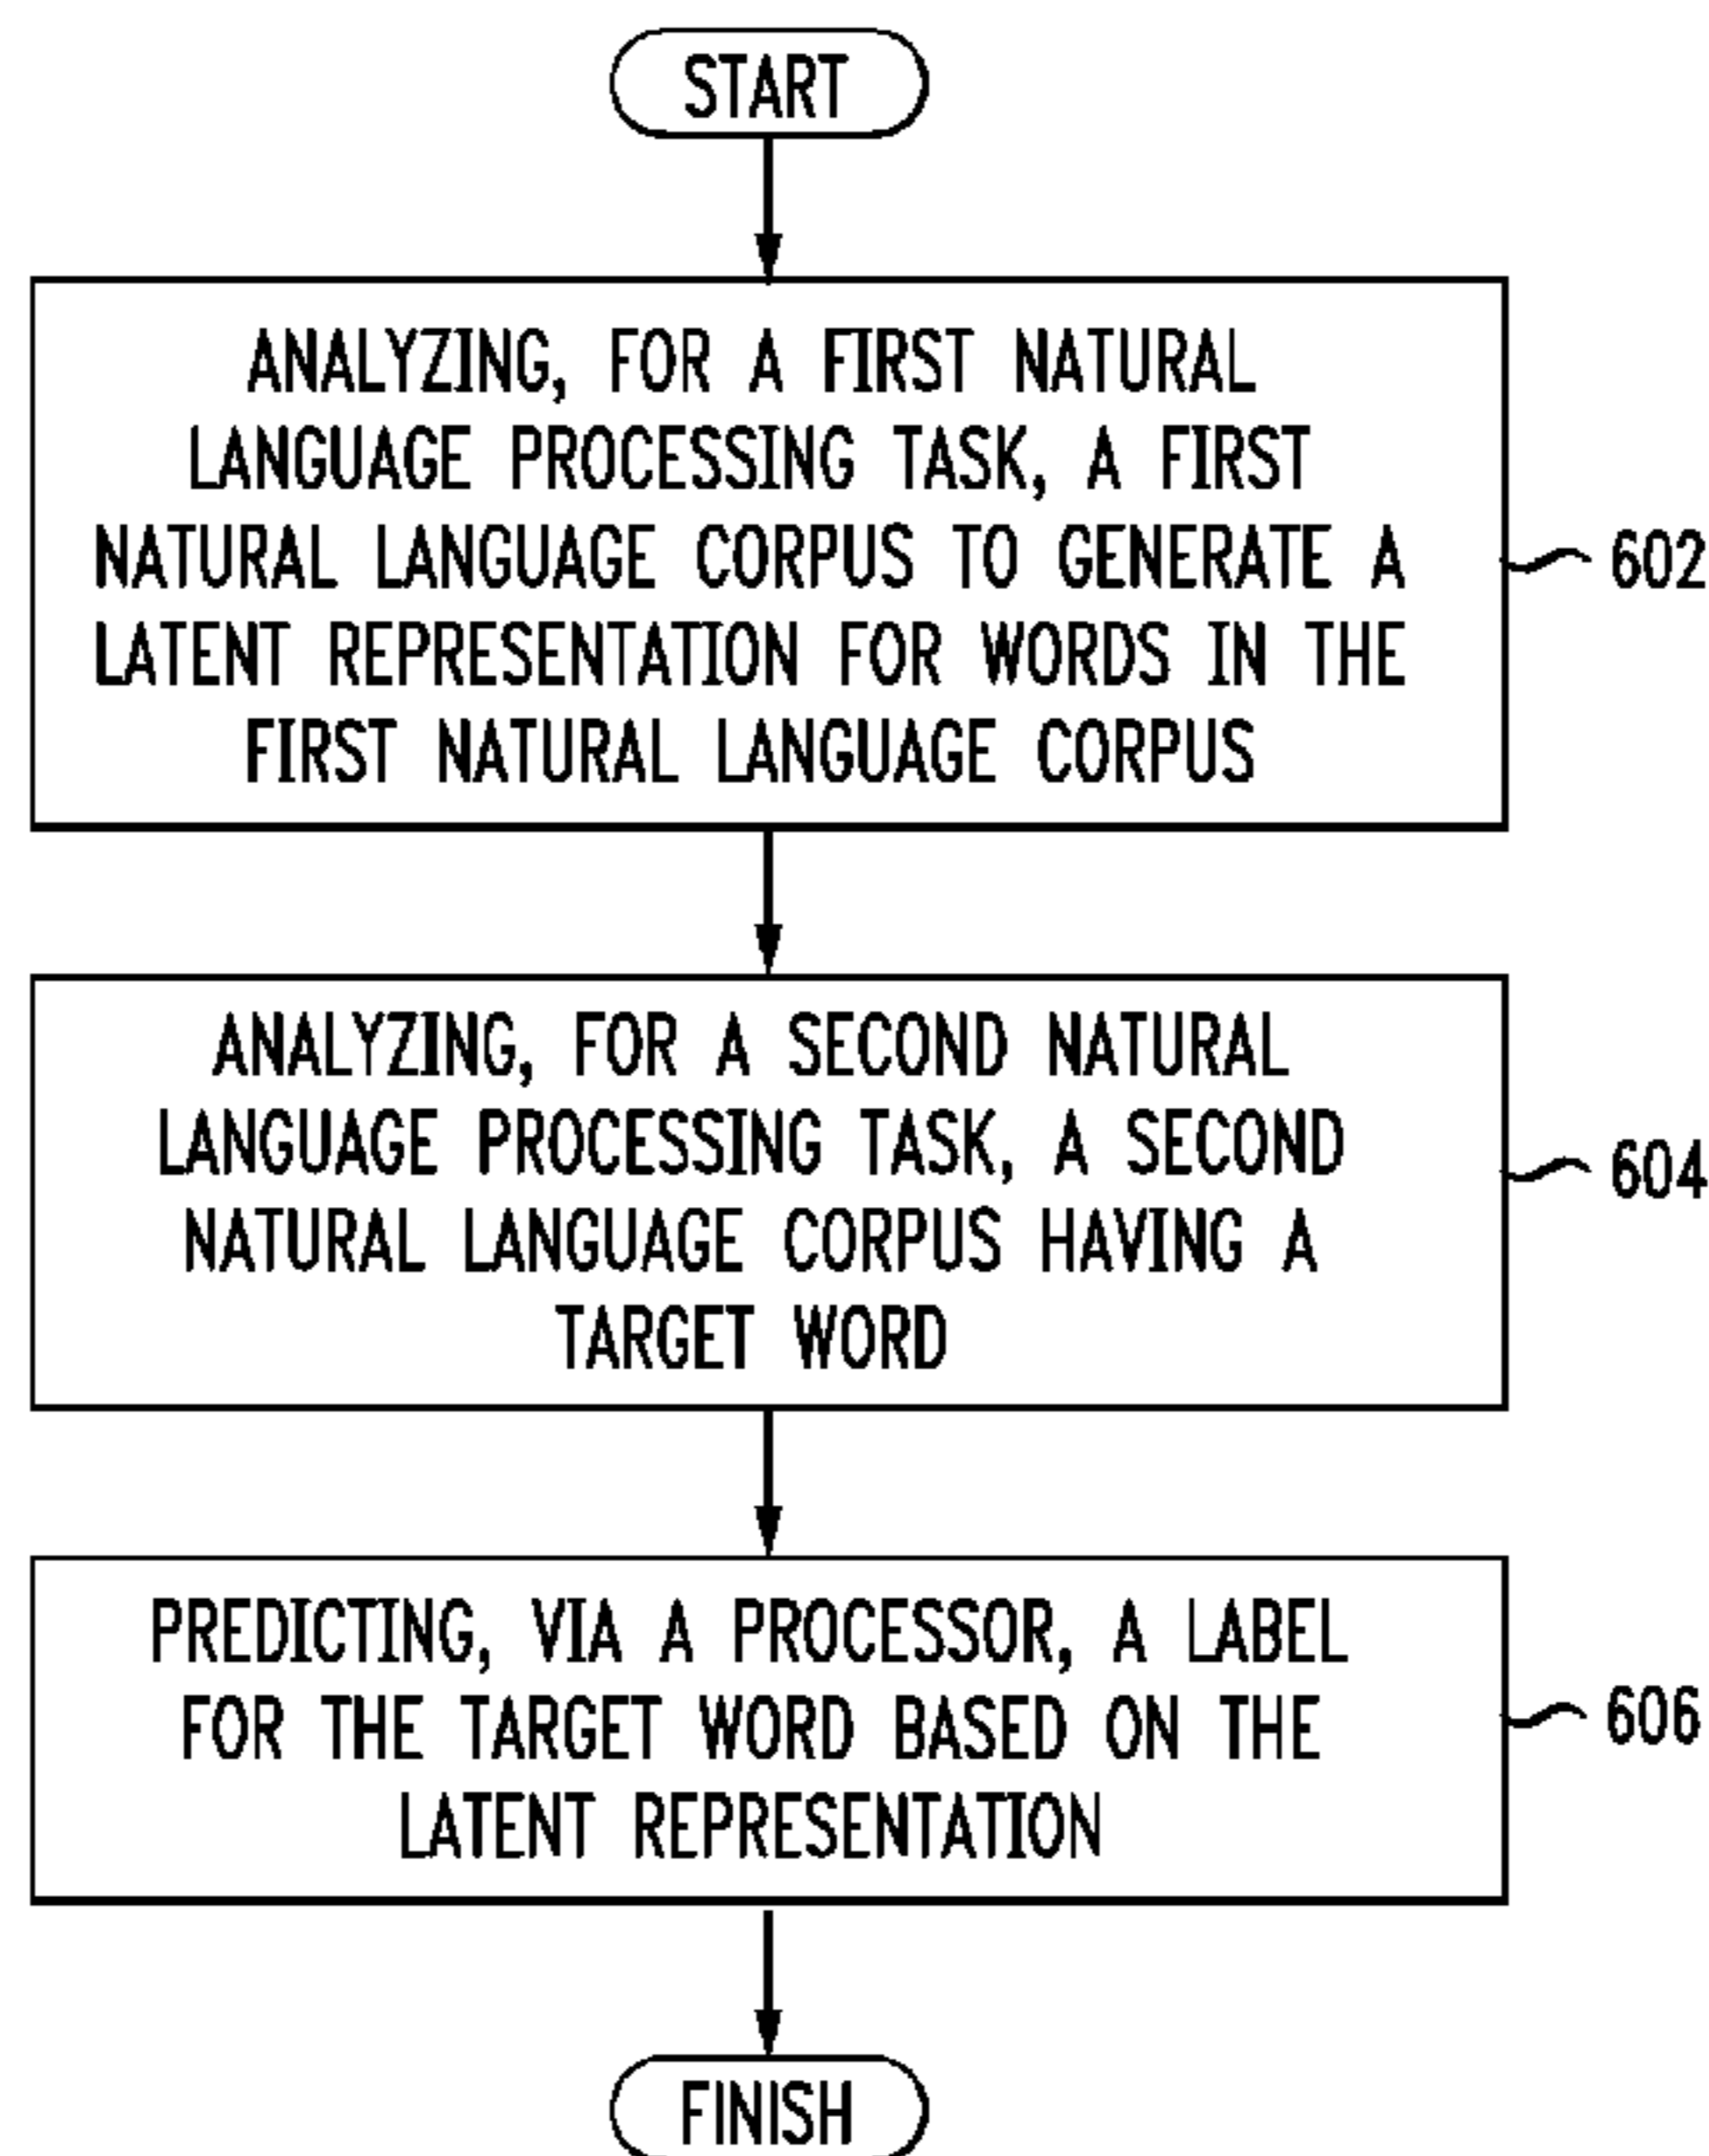 START
ANALYZING, FOR A FIRST NATURAL
LANGUAGE PROCESSING TASK, A FIRST
NATURAL LANGUAGE CORPUS TO GENERATE A
LATENT REPRESENTATION FOR WORDS IN THE
FIRST NATURAL LANGUAGE CORPUS
602
ANALYZING, FOR A SECOND NATURAL
LANGUAGE PROCESSING TASK, A SECOND
NATURAL LANGUAGE CORPUS HAVING A
TARGET WORD
604
PREDICTING, VIA A PROCESSOR, A LABEL
FOR THE TARGET WORD BASED ON THE
LATENT REPRESENTATION
606
FINISH